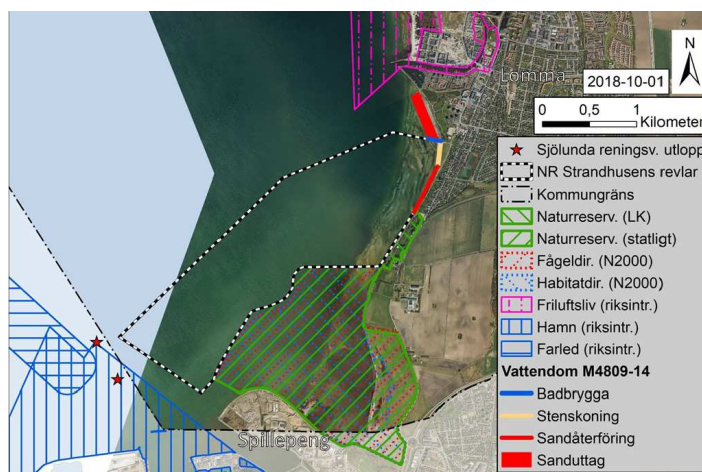 Lomma
2018-10-01
N
0 0,5 1
Kilometer
Sjölunda reningsv. utlopp
NR Strandhusens revlar
Kommungräns
Naturreserv. (LK)
Naturreserv. (statligt)
Fågeldir. (N2000)
Habitatdir. (N2000)
Friluftsliv (riksintr.)
Hamn (riksintr.)
Farled (riksintr.)
Vattendom M4809-14
Badbrygga
Stenskoning
Sandåterföring
Sanduttag
Spillepeng